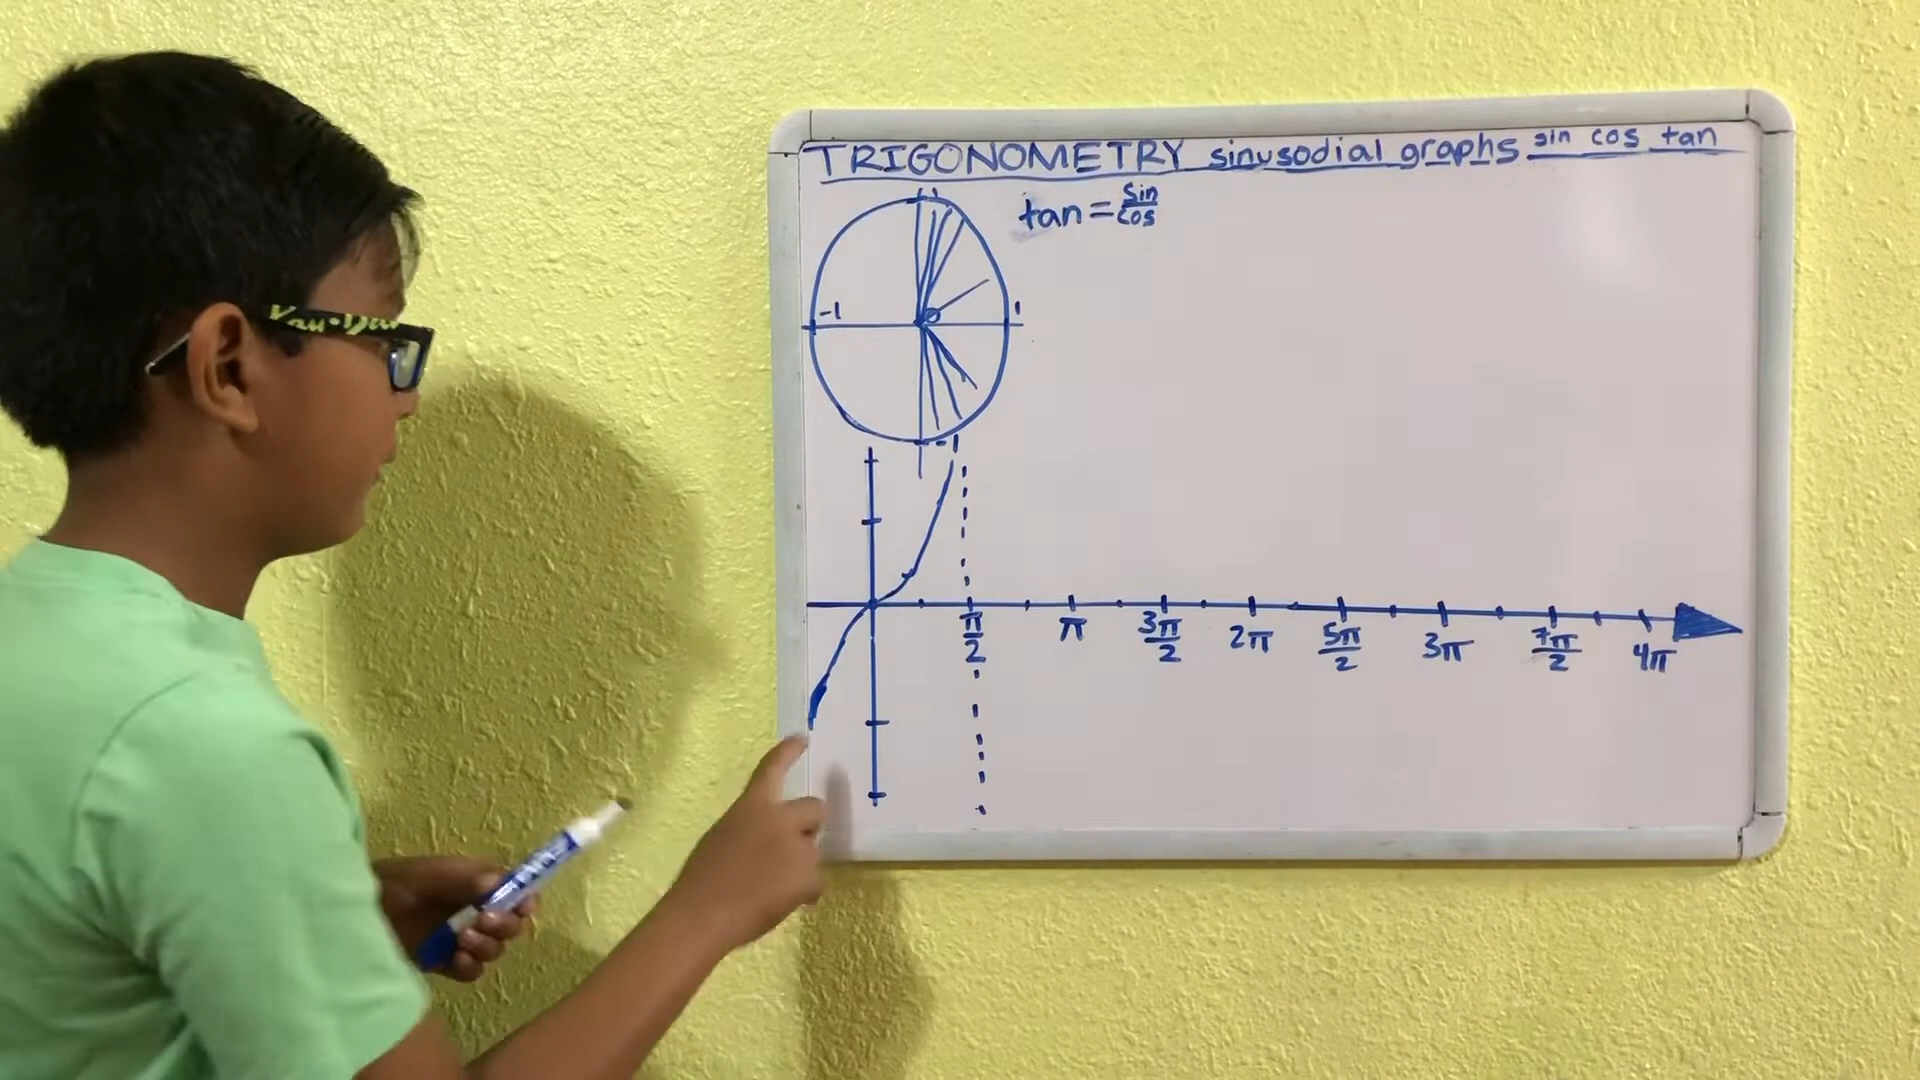 TRIGONOMETRY sinusodial graphs sin cos tan
tan = sin/cos
-1 1
-1
π/2 π 3π/2 2π 5π/2 3π 7π/2 4π